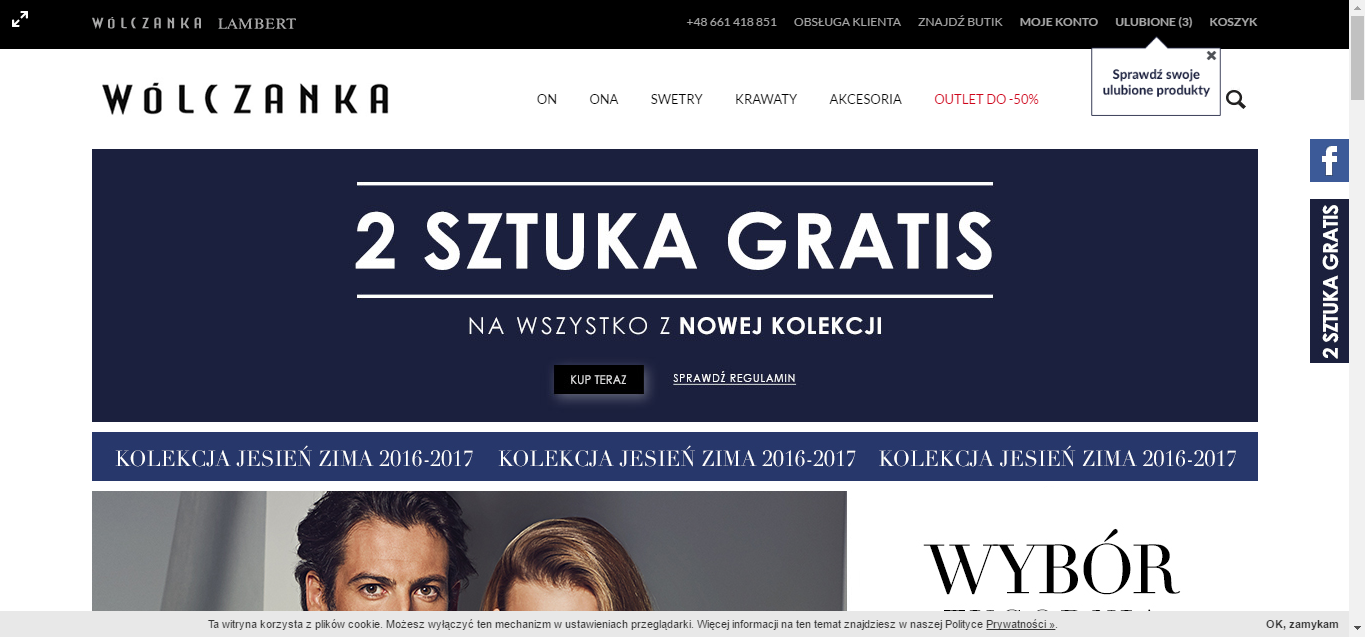 WÓLCZANKA LAMBERT +48 661 418 851 OBSŁUGA KLIENTA ZNAJDŹ BUTIK MOJE KONTO ULUBIONE (3) KOSZYK
Sprawdź swoje
ulubione produkty
WÓLCZANKA ON ONA SWETRY KRAWATY AKCESORIA OUTLET DO -50%
2 SZTUKA GRATIS
NA WSZYSTKO Z NOWEJ KOLEKCJI
KUP TERAZ SPRAWDŹ REGULAMIN
2 SZTUKA GRATIS
KOLEKCJA JESIEŃ ZIMA 2016-2017 KOLEKCJA JESIEŃ ZIMA 2016-2017 KOLEKCJA JESIEŃ ZIMA 2016-2017
WYBÓR
Ta witryna korzysta z plików cookie. Możesz wyłączyć ten mechanizm w ustawieniach przeglądarki. Więcej informacji na ten temat znajdziesz w naszej Polityce Prywatności ». OK, zamykam